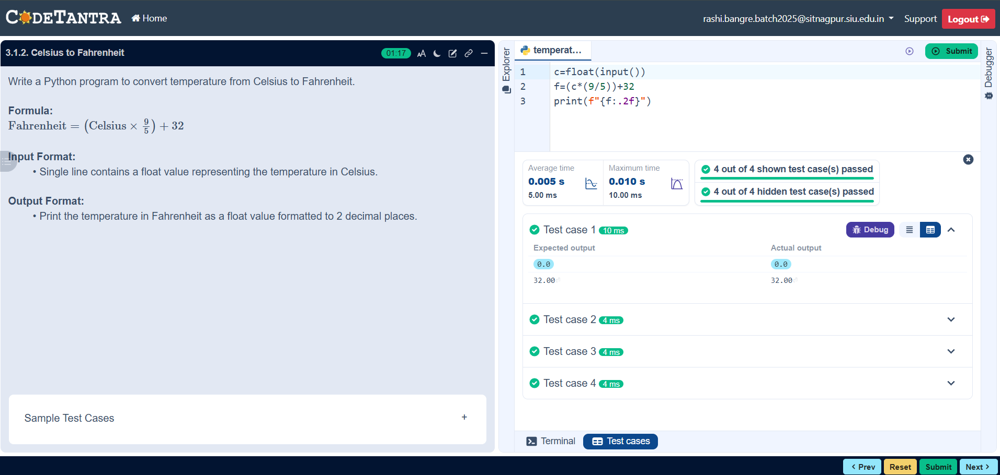 CODETANTRA
Home
rashi.bangre.batch2025@sitnagpur.siu.edu.in
Support
Logout
3.1.2. Celsius to Fahrenheit
01:17
AA
Write a Python program to convert temperature from Celsius to Fahrenheit.
Formula:
Fahrenheit = (Celsius × 9/5) + 32
Input Format:
• Single line contains a float value representing the temperature in Celsius.
Output Format:
• Print the temperature in Fahrenheit as a float value formatted to 2 decimal places.
Sample Test Cases
+
Explorer
temperat...
Submit
Debugger
1 c=float(input())
2 f=(c*(9/5))+32
3 print(f"{f:.2f}")
Average time
0.005 s
5.00 ms
Maximum time
0.010 s
10.00 ms
4 out of 4 shown test case(s) passed
4 out of 4 hidden test case(s) passed
Test case 1 10 ms
Debug
Expected output Actual output
0.0 0.0
32.00 32.00
Test case 2 4 ms
Test case 3 4 ms
Test case 4 4 ms
Terminal
Test cases
Prev
Reset
Submit
Next